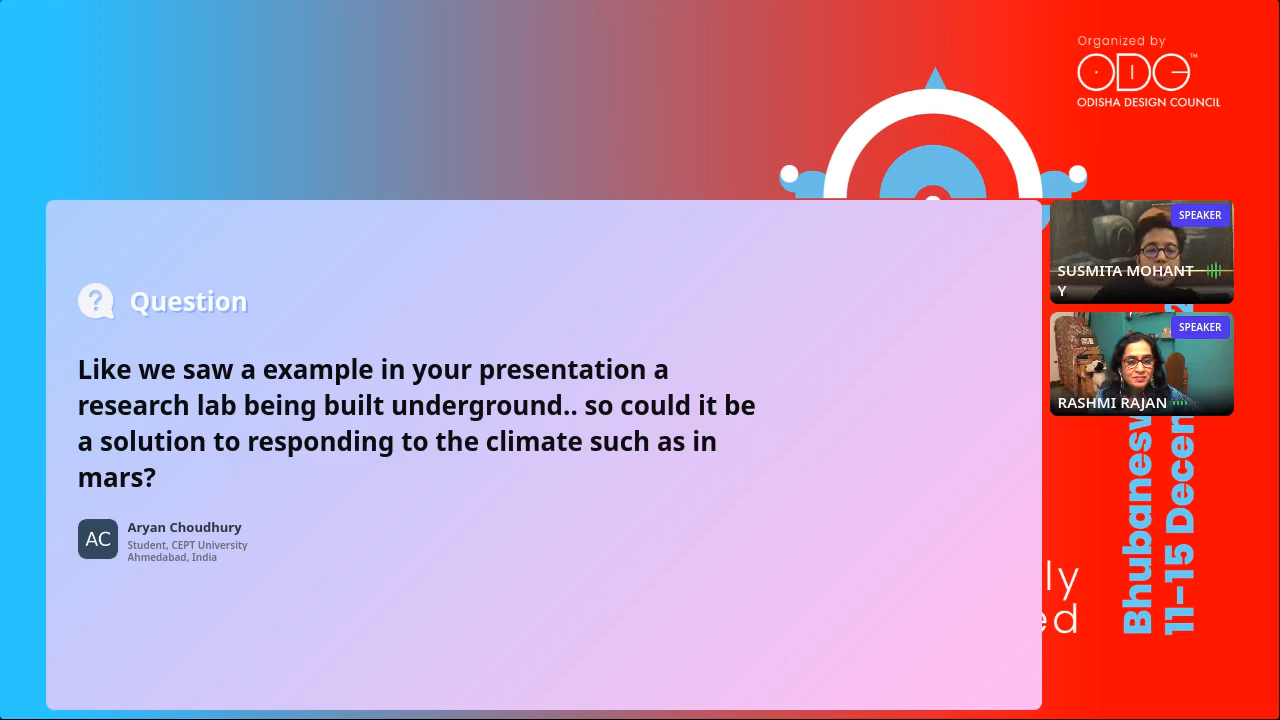 Organized by
ODC™
ODISHA DESIGN COUNCIL
SPEAKER
SUSMITA MOHANT
Y
SPEAKER
RASHMI RAJAN
Question
Like we saw a example in your presentation a
research lab being built underground.. so could it be
a solution to responding to the climate such as in
mars?
AC
Aryan Choudhury
Student, CEPT University
Ahmedabad, India
ly
ed
Bhubanesw
11–15 Decem